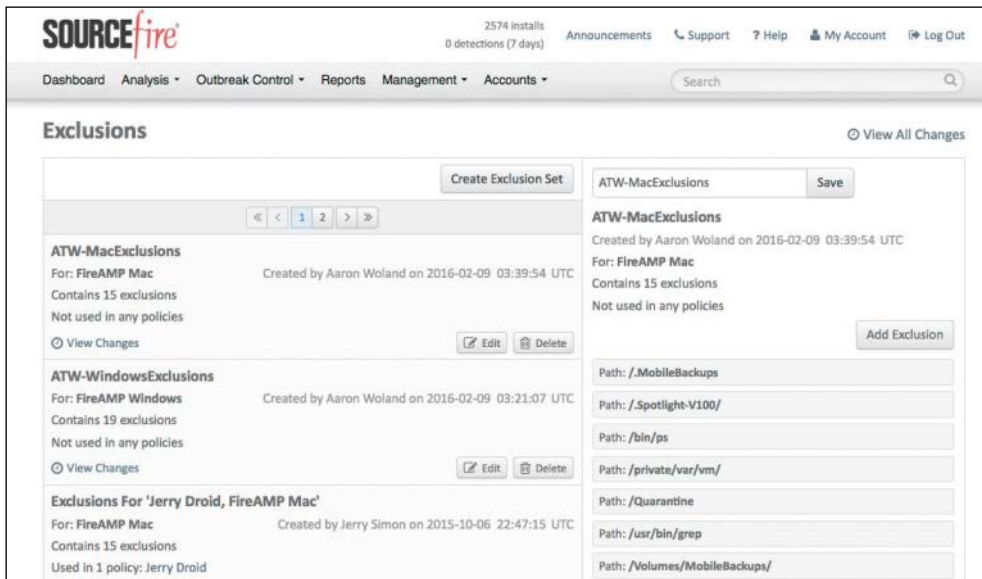 SOURCEfire®
2574 installs
0 detections (7 days)
Announcements
Support
? Help
My Account
Log Out
Dashboard Analysis Outbreak Control Reports Management Accounts
Search
Exclusions
View All Changes
Create Exclusion Set
« < 1 2 > »
ATW-MacExclusions
For: FireAMP Mac Created by Aaron Woland on 2016-02-09 03:39:54 UTC
Contains 15 exclusions
Not used in any policies
View Changes Edit Delete
ATW-WindowsExclusions
For: FireAMP Windows Created by Aaron Woland on 2016-02-09 03:21:07 UTC
Contains 19 exclusions
Not used in any policies
View Changes Edit Delete
Exclusions For 'Jerry Droid, FireAMP Mac'
For: FireAMP Mac Created by Jerry Simon on 2015-10-06 22:47:15 UTC
Contains 15 exclusions
Used in 1 policy: Jerry Droid
ATW-MacExclusions Save
ATW-MacExclusions
Created by Aaron Woland on 2016-02-09 03:39:54 UTC
For: FireAMP Mac
Contains 15 exclusions
Not used in any policies
Add Exclusion
Path: /.MobileBackups
Path: /.Spotlight-V100/
Path: /bin/ps
Path: /private/var/vm/
Path: /Quarantine
Path: /usr/bin/grep
Path: /Volumes/MobileBackups/